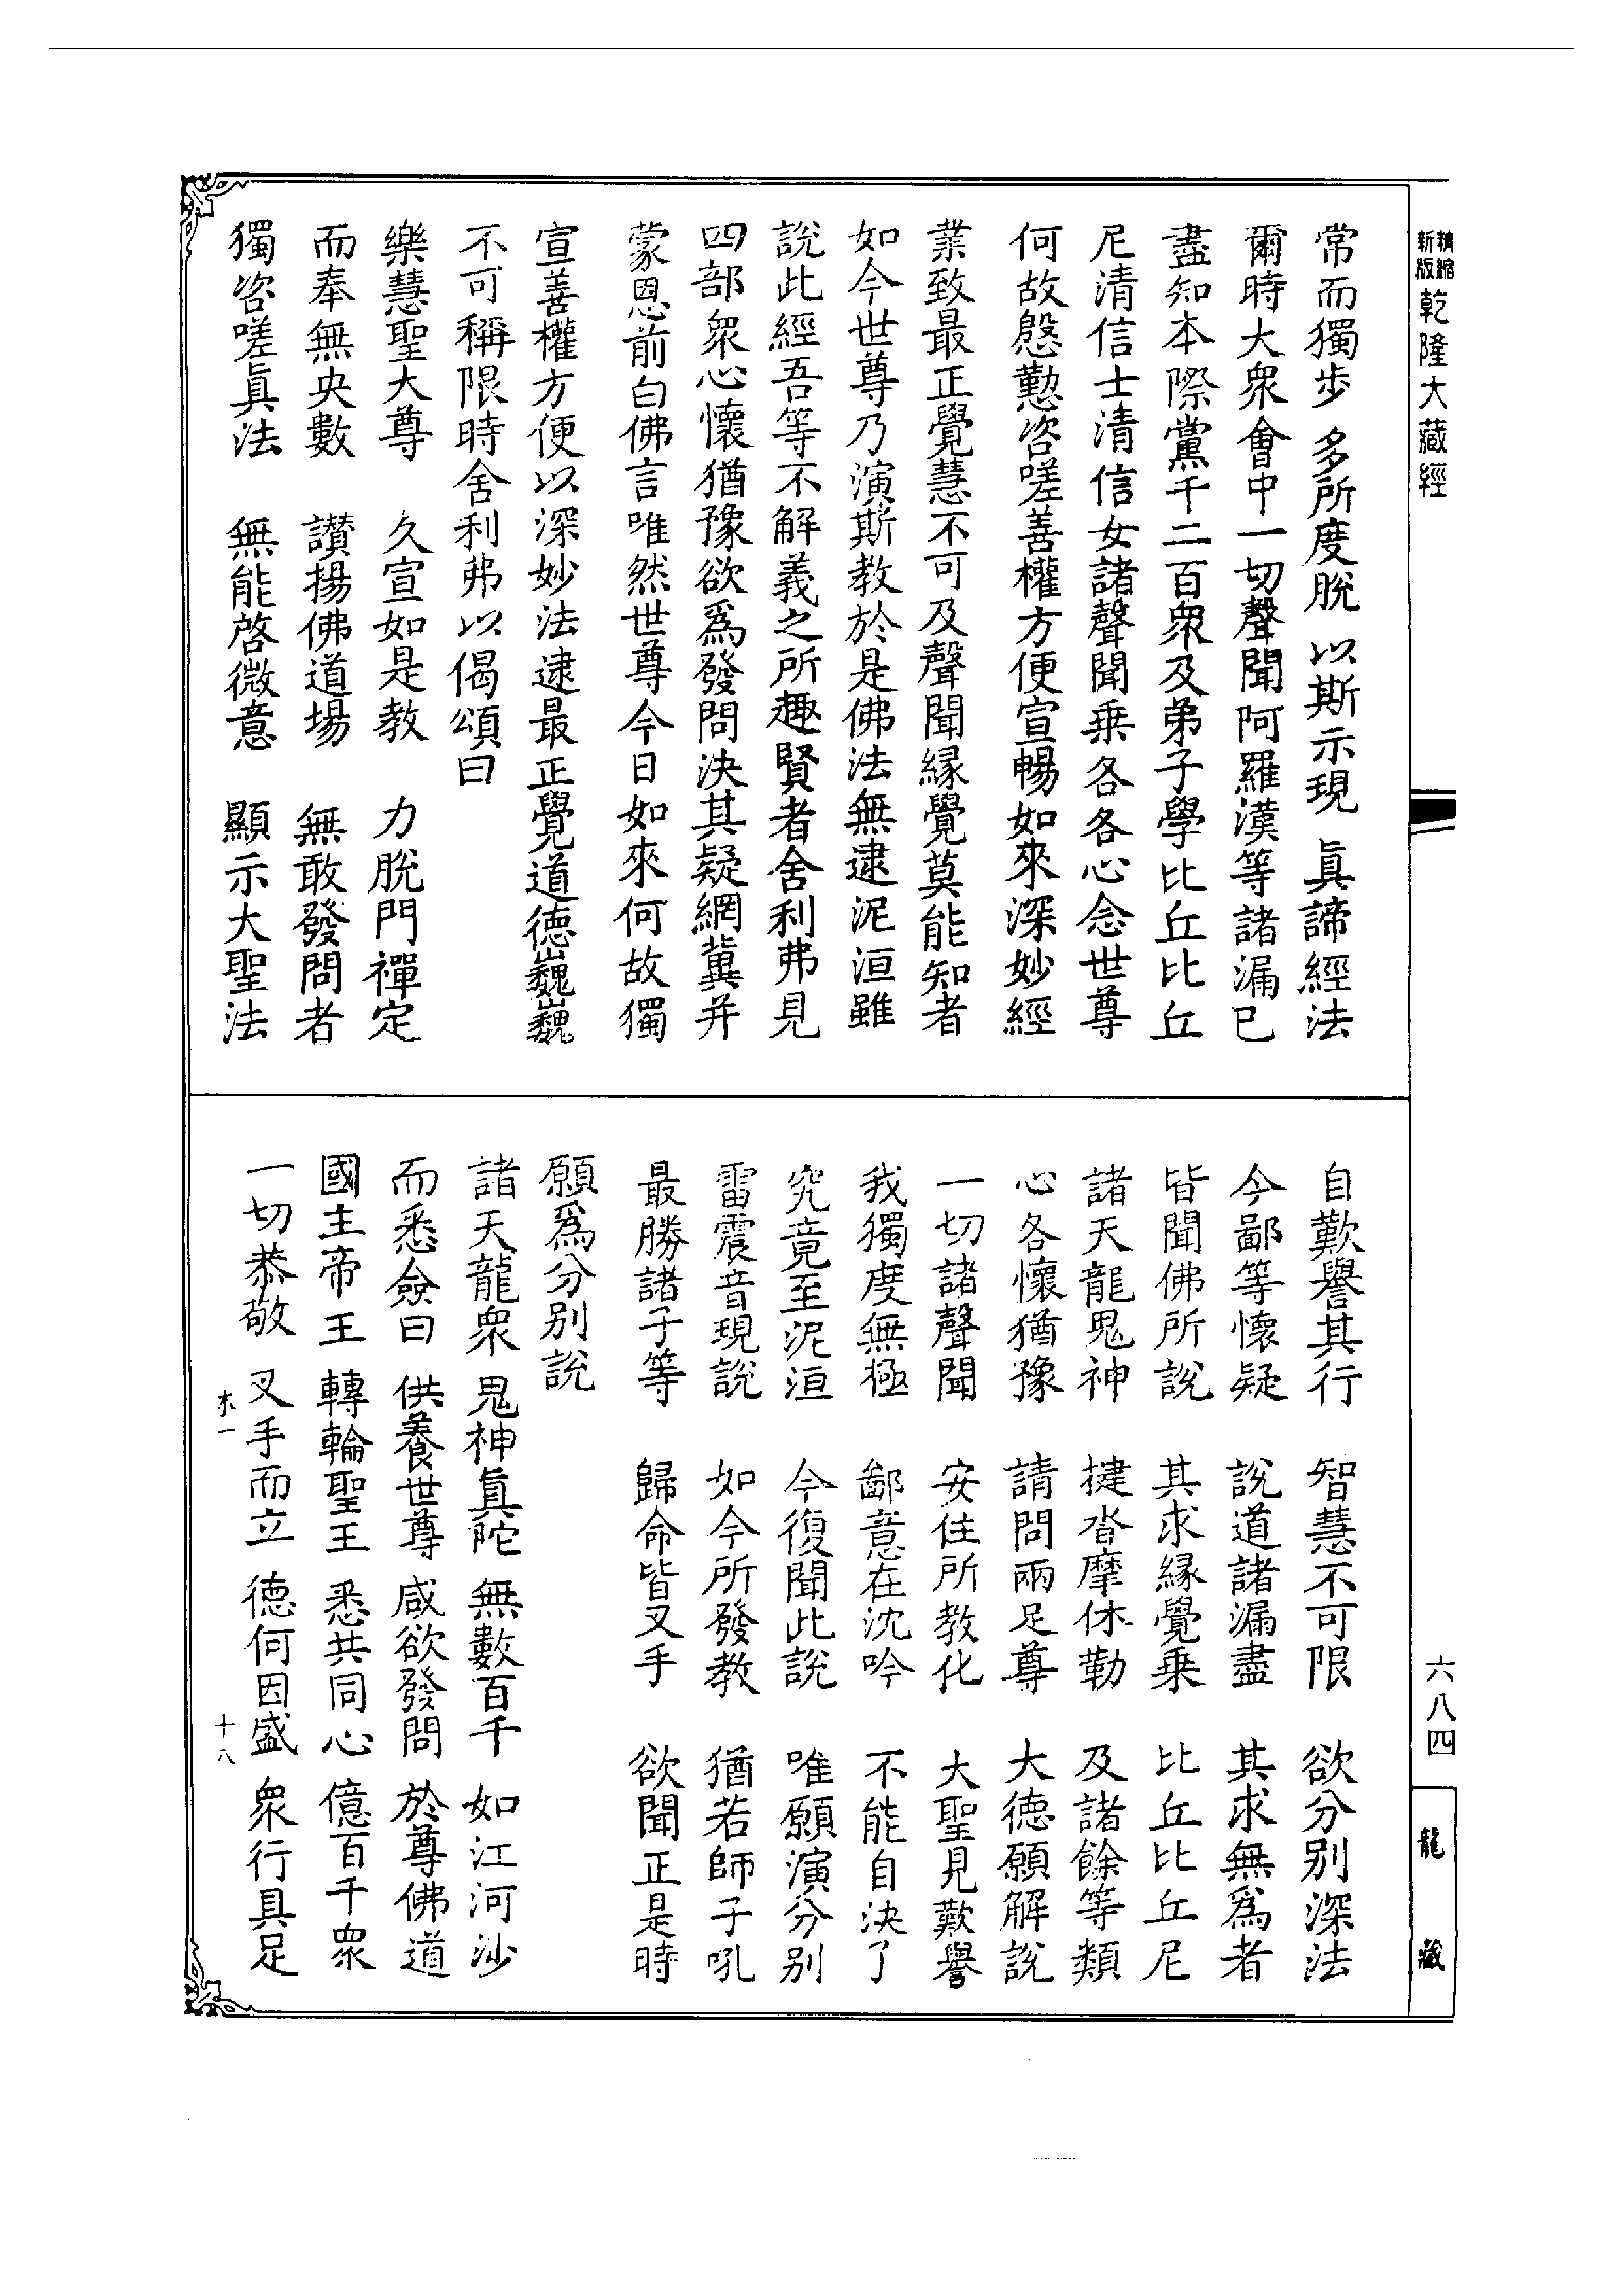 精縮新版 乾隆大藏經
常而獨步 多所度脫 以斯示現 眞諦經法
爾時大衆會中一切聲聞阿羅漢等諸漏已
盡知本際黨千二百衆及弟子學比丘比丘
尼清信士清信女諸聲聞乘各各心念世尊
何故慇懃咨嗟善權方便宣暢如來深妙經
業致最正覺慧不可及聲聞緣覺莫能知者
如今世尊乃演斯教於是佛法無逮泥洹雖
說此經吾等不解義之所趣賢者舍利弗見
四部衆心懷猶豫欲爲發問決其疑網冀并
蒙恩前白佛言唯然世尊今日如來何故獨
宣善權方便以深妙法逮最正覺道德巍巍
不可稱限時舍利弗以偈頌曰
樂慧聖大尊 久宣如是教 力脫門禪定
而奉無央數 讚揚佛道場 無敢發問者
獨咨嗟眞法 無能啓微意 顯示大聖法
自歎譽其行 智慧不可限 欲分別深法
今鄙等懷疑 說道諸漏盡 其求無爲者
皆聞佛所說 其求緣覺乘 比丘比丘尼
諸天龍鬼神 揵沓摩休勒 及諸餘等類
心各懷猶豫 請問兩足尊 大德願解說
一切諸聲聞 安住所教化 大聖見歎譽
我獨度無極 鄙意在沈吟 不能自決了
究竟至泥洹 今復聞此說 唯願演分別
雷震音現說 如今所發教 猶若師子吼
最勝諸子等 歸命皆叉手 欲聞正是時
願爲分別說
諸天龍衆 鬼神眞陀 無數百千 如江河沙
而悉僉曰 供養世尊 咸欲發問 於尊佛道
國主帝王 轉輪聖王 悉共同心 億百千衆
一切恭敬 叉手而立 德何因盛 衆行具足
木一 十八
六八四
龍藏